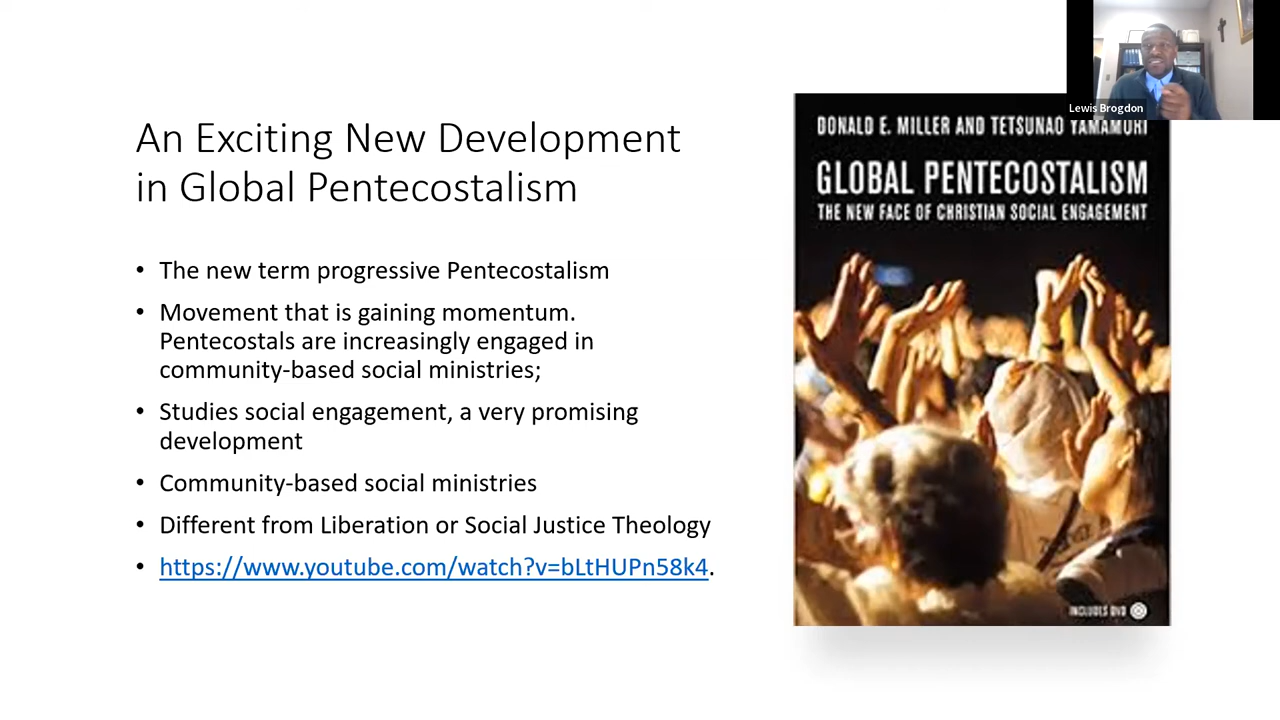 Lewis Brogdon
An Exciting New Development
in Global Pentecostalism
• The new term progressive Pentecostalism
• Movement that is gaining momentum.
Pentecostals are increasingly engaged in
community-based social ministries;
• Studies social engagement, a very promising
development
• Community-based social ministries
• Different from Liberation or Social Justice Theology
• https://www.youtube.com/watch?v=bLtHUPn58k4.
DONALD E. MILLER AND TETSUNAO YAMAMORI
GLOBAL PENTECOSTALISM
THE NEW FACE OF CHRISTIAN SOCIAL ENGAGEMENT
INCLUDES DVD